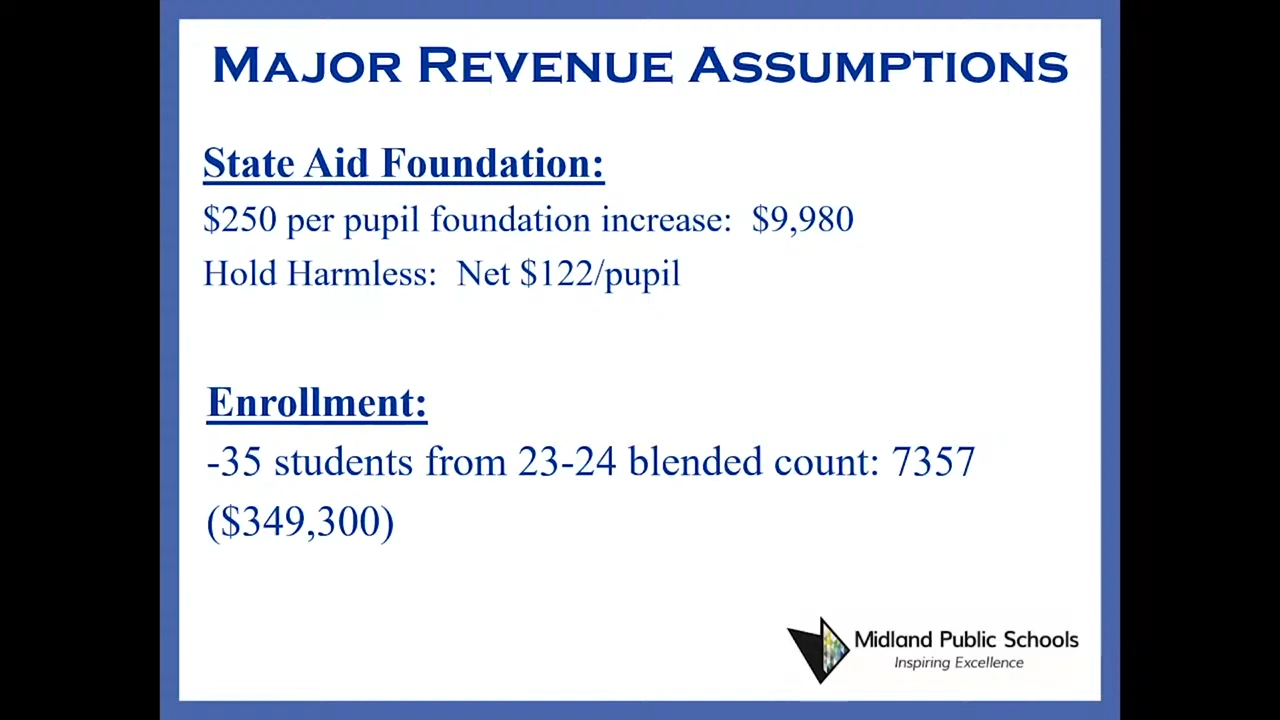 MAJOR REVENUE ASSUMPTIONS
State Aid Foundation:
$250 per pupil foundation increase: $9,980
Hold Harmless: Net $122/pupil
Enrollment:
-35 students from 23-24 blended count: 7357
($349,300)
Midland Public Schools
Inspiring Excellence